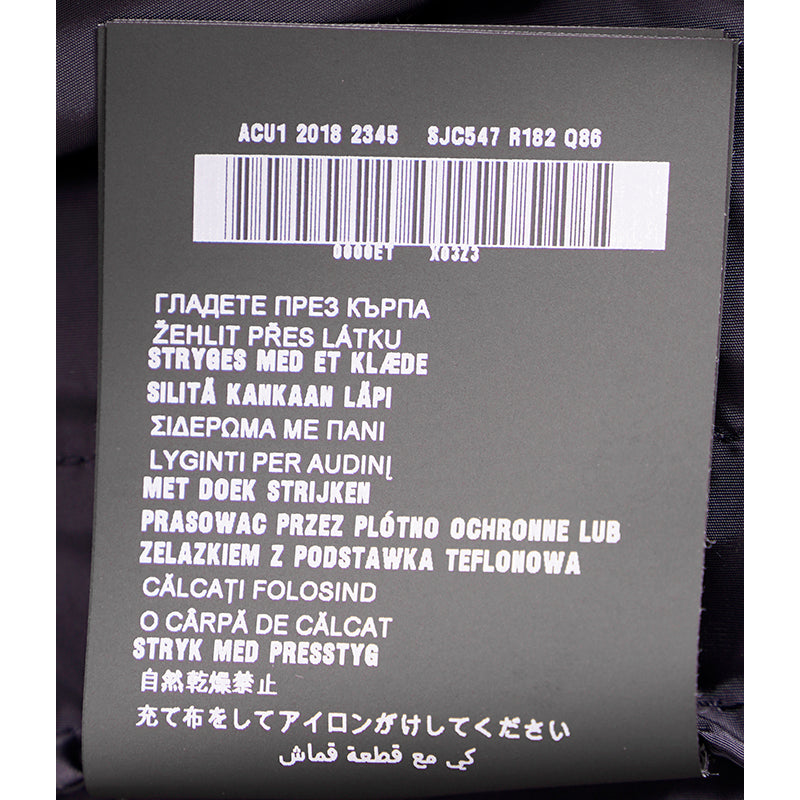 ACU1 2018 2345 SJC547 R182 Q86
0000ET X03Z3
ГЛАДЕТЕ ПРЕЗ КЪРПА
ŽEHLIT PŘES LÁTKU
STRYGES MED ET KLÆDE
SILITÅ KANKAAN LÄPI
ΣΙΔΕΡΩΜΑ ΜΕ ΠΑΝΙ
LYGINTI PER AUDINĮ
MET DOEK STRIJKEN
PRASOWAC PRZEZ PLÓTNO OCHRONNE LUB
ZELAZKIEM Z PODSTAWKA TEFLONOWA
CĂLCAȚI FOLOSIND
O CÂRPĂ DE CĂLCAT
STRYK MED PRESSTYG
自然乾燥禁止
充て布をしてアイロンがけしてください
كي مع قطعة قماش